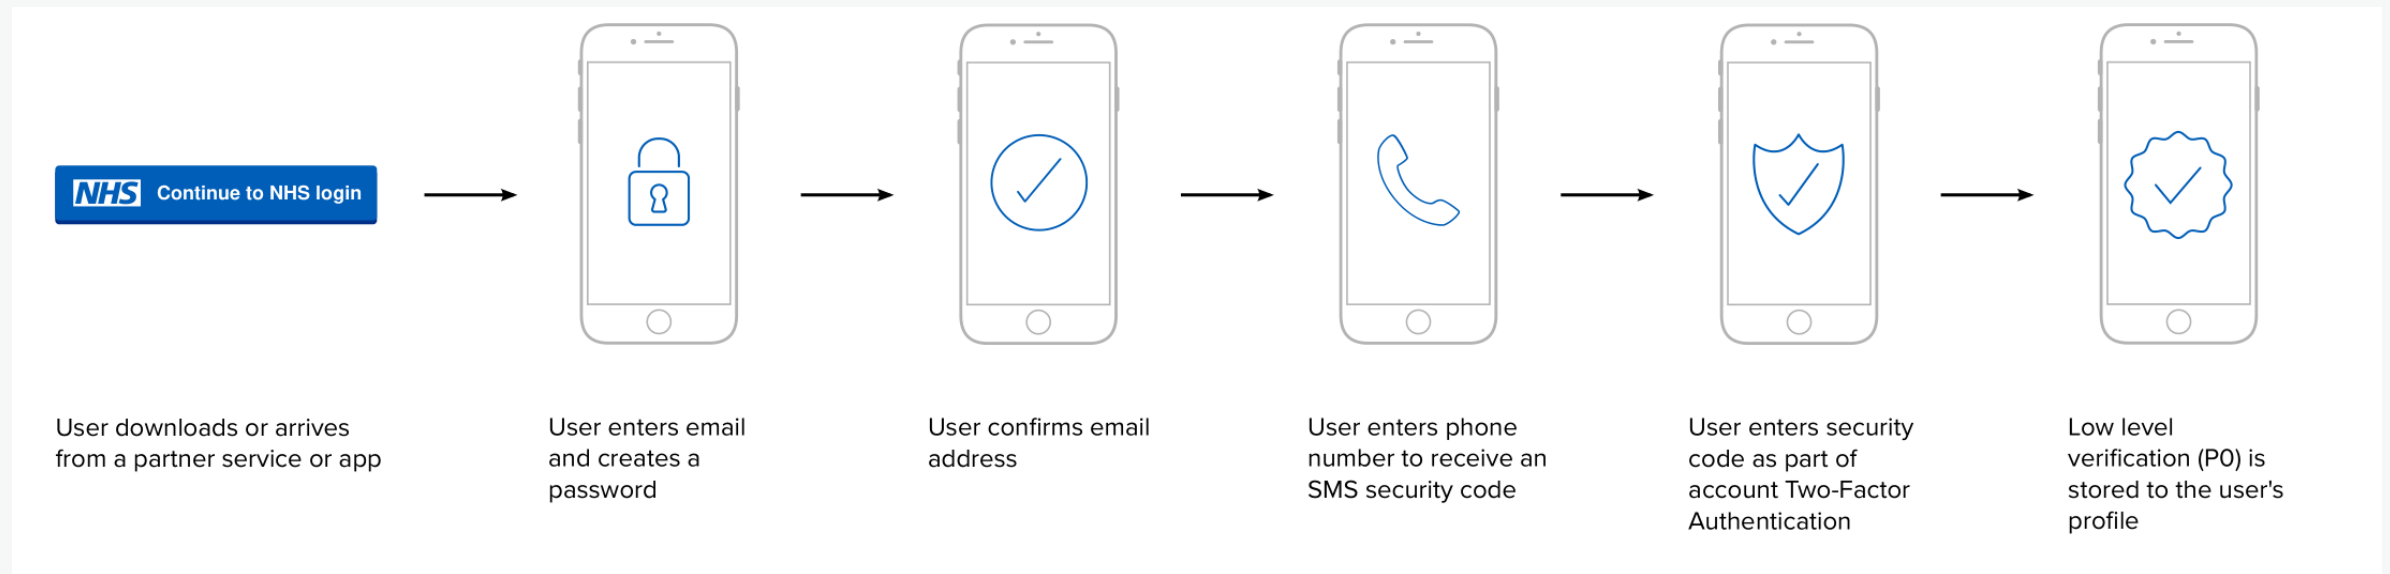 NHS Continue to NHS login
User downloads or arrives
from a partner service or app
User enters email
and creates a
password
User confirms email
address
User enters phone
number to receive an
SMS security code
User enters security
code as part of
account Two-Factor
Authentication
Low level
verification (P0) is
stored to the user's
profile